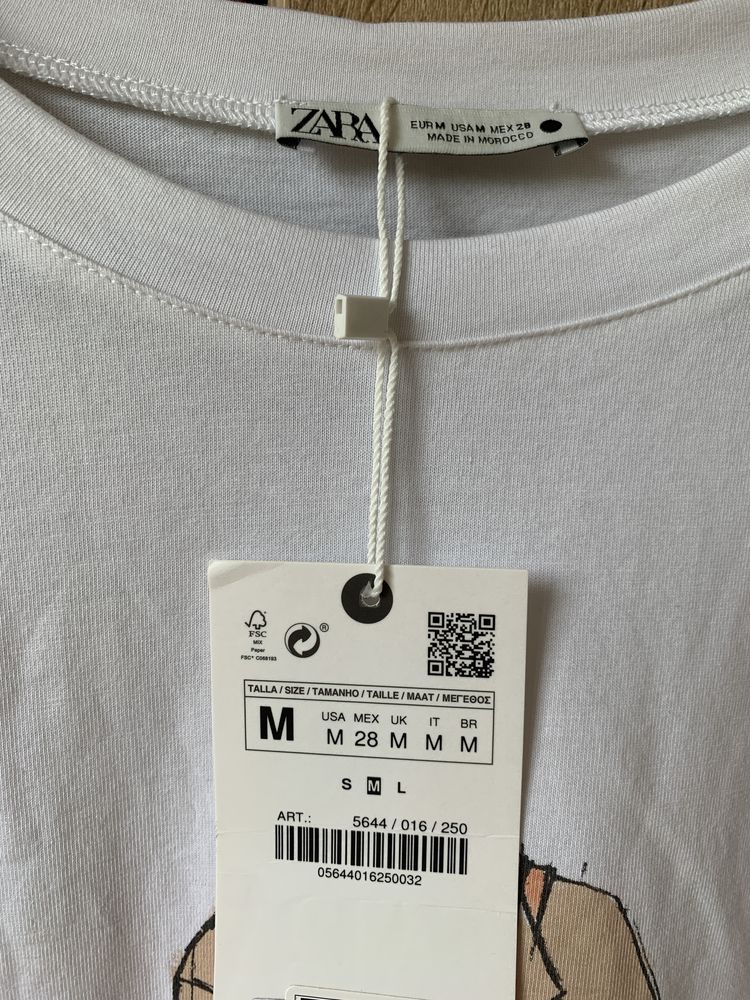 ZARA
EUR M USA M MEX 28
MADE IN MOROCCO
FSC
MIX
Paper
FSC® C068193
®
TALLA / SIZE / TAMANHO / TAILLE / MAAT / ΜΕΓΕΘΟΣ
M
USA MEX UK IT BR
M 28 M M M
S M L
ART.: 5644 / 016 / 250
05644016250032